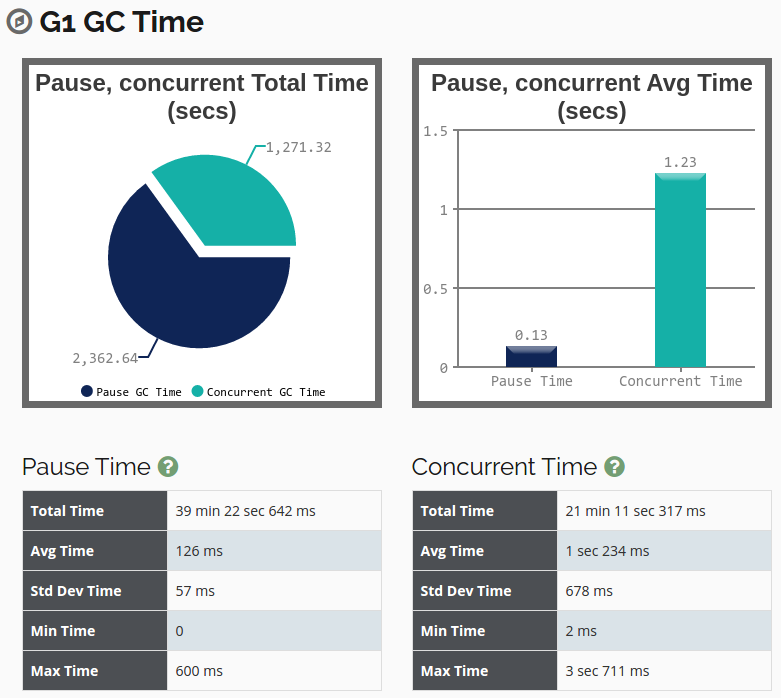 G1 GC Time
Pause, concurrent Total Time
(secs)
1,271.32
2,362.64
Pause GC Time
Concurrent GC Time
Pause, concurrent Avg Time
(secs)
1.5
1
0.5
0
0.13
1.23
Pause Time
Concurrent Time
Pause Time ?
Total Time 39 min 22 sec 642 ms
Avg Time 126 ms
Std Dev Time 57 ms
Min Time 0
Max Time 600 ms
Concurrent Time ?
Total Time 21 min 11 sec 317 ms
Avg Time 1 sec 234 ms
Std Dev Time 678 ms
Min Time 2 ms
Max Time 3 sec 711 ms